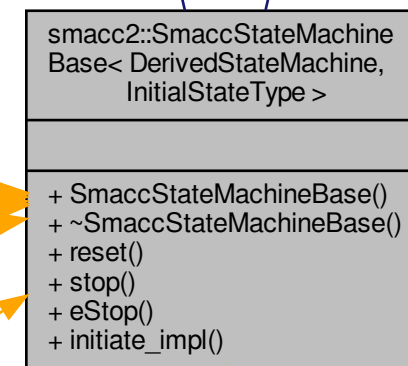 smacc2::SmaccStateMachine
Base< DerivedStateMachine,
InitialStateType >
+ SmaccStateMachineBase()
+ ~SmaccStateMachineBase()
+ reset()
+ stop()
+ eStop()
+ initiate_impl()